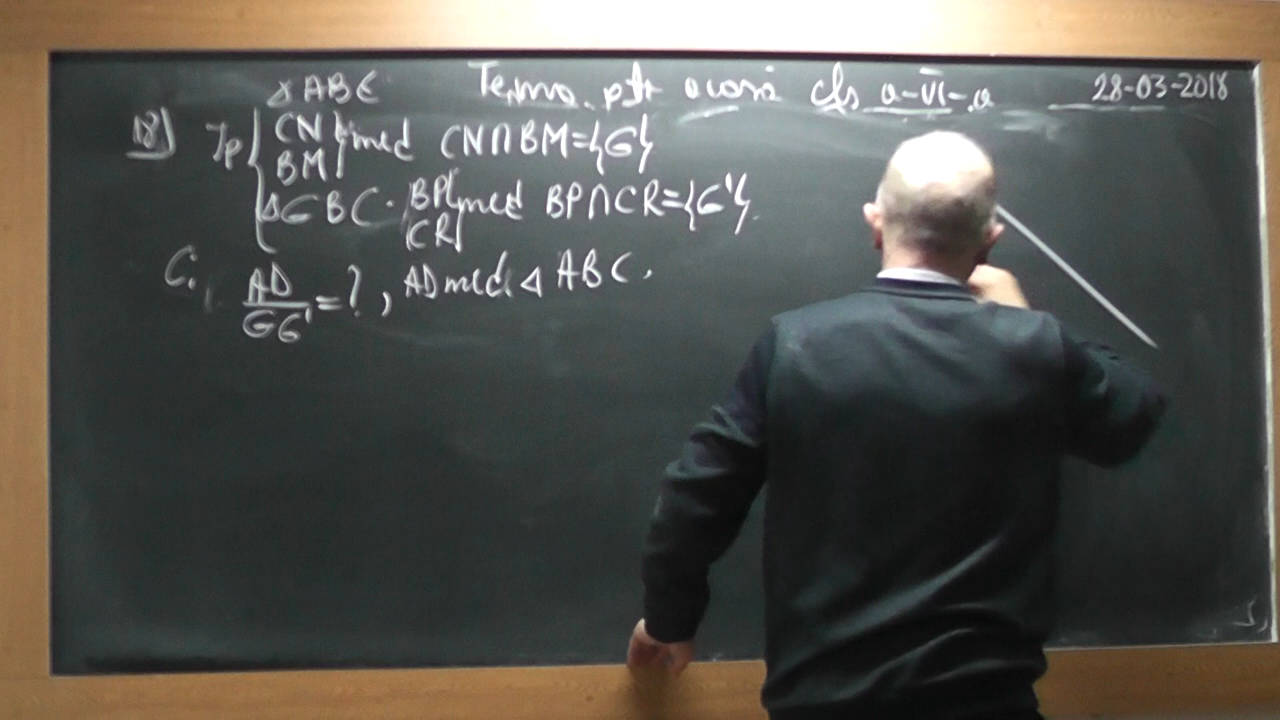 △ABC Tema ptr acasă cls a-VI-a 28-03-2018
18) Ip { CN } med CN∩BM={G}
BM
△GBC. BP } med BP∩CR={G'}.
CR
C. AD/GG' = ?, AD med. △ ABC.